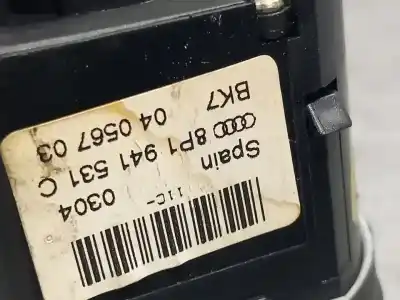 Spain 0304
8P1 941 531 C
BK7 04 0567 03
11C-